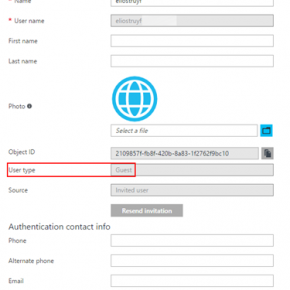 * Name
eliostruyf
* User name
eliostruyf
First name
Last name
Photo
Select a file
Object ID
2109857f-fb8f-420b-8a83-1f2762f9bc10
User type
Guest
Source
Invited user
Resend invitation
Authentication contact info
Phone
Alternate phone
Email